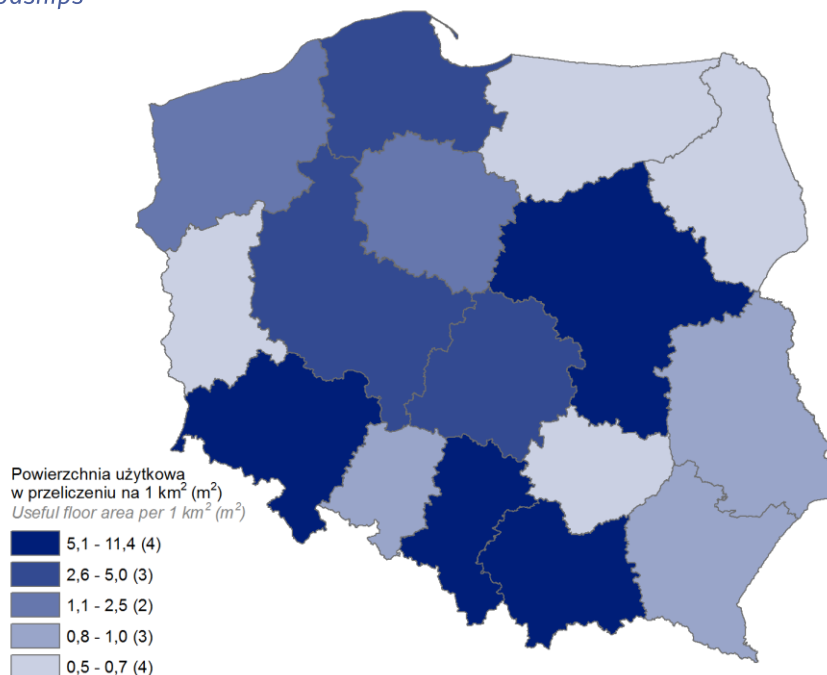 Powierzchnia użytkowa
w przeliczeniu na 1 km² (m²)
Useful floor area per 1 km² (m²)
5,1 - 11,4 (4)
2,6 - 5,0 (3)
1,1 - 2,5 (2)
0,8 - 1,0 (3)
0,5 - 0,7 (4)